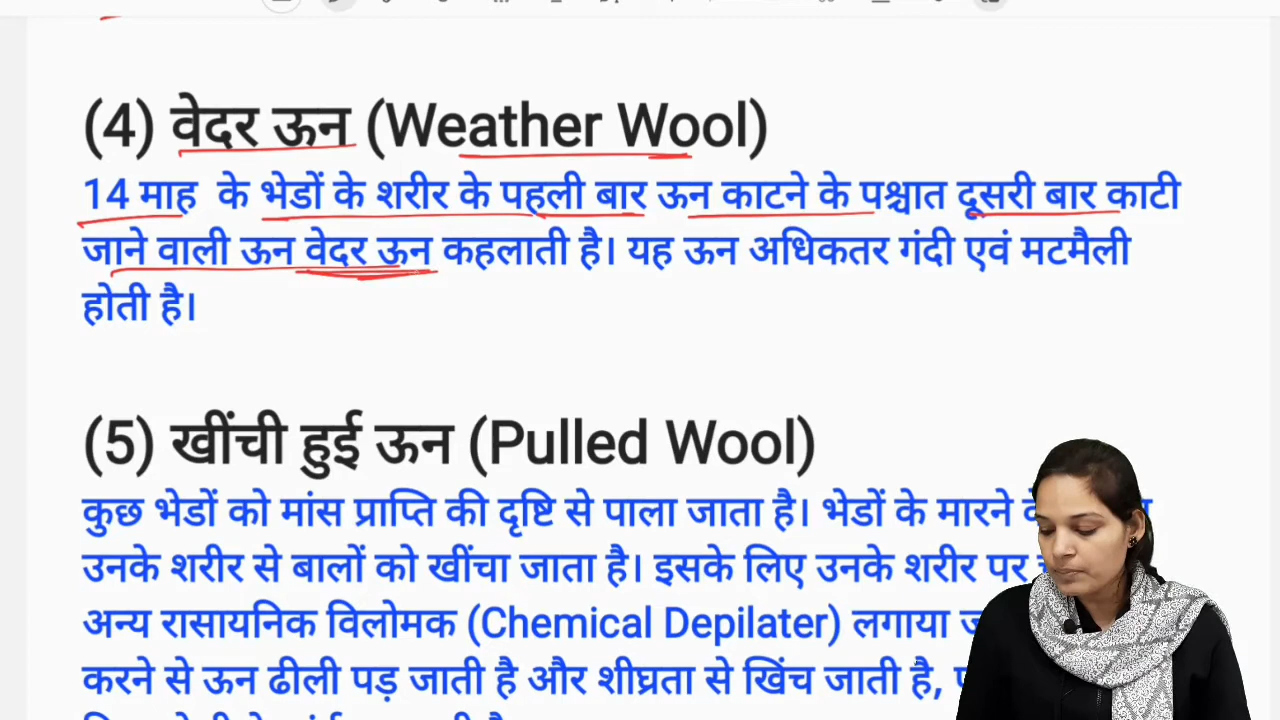 (4) वेदर ऊन (Weather Wool)
14 माह के भेडों के शरीर के पहली बार ऊन काटने के पश्चात दूसरी बार काटी
जाने वाली ऊन वेदर ऊन कहलाती है। यह ऊन अधिकतर गंदी एवं मटमैली
होती है।
(5) खींची हुई ऊन (Pulled Wool)
कुछ भेडों को मांस प्राप्ति की दृष्टि से पाला जाता है। भेडों के मारने
उनके शरीर से बालों को खींचा जाता है। इसके लिए उनके शरीर पर
अन्य रासायनिक विलोमक (Chemical Depilater) लगाया
करने से ऊन ढीली पड़ जाती है और शीघ्रता से खिंच जाती है,